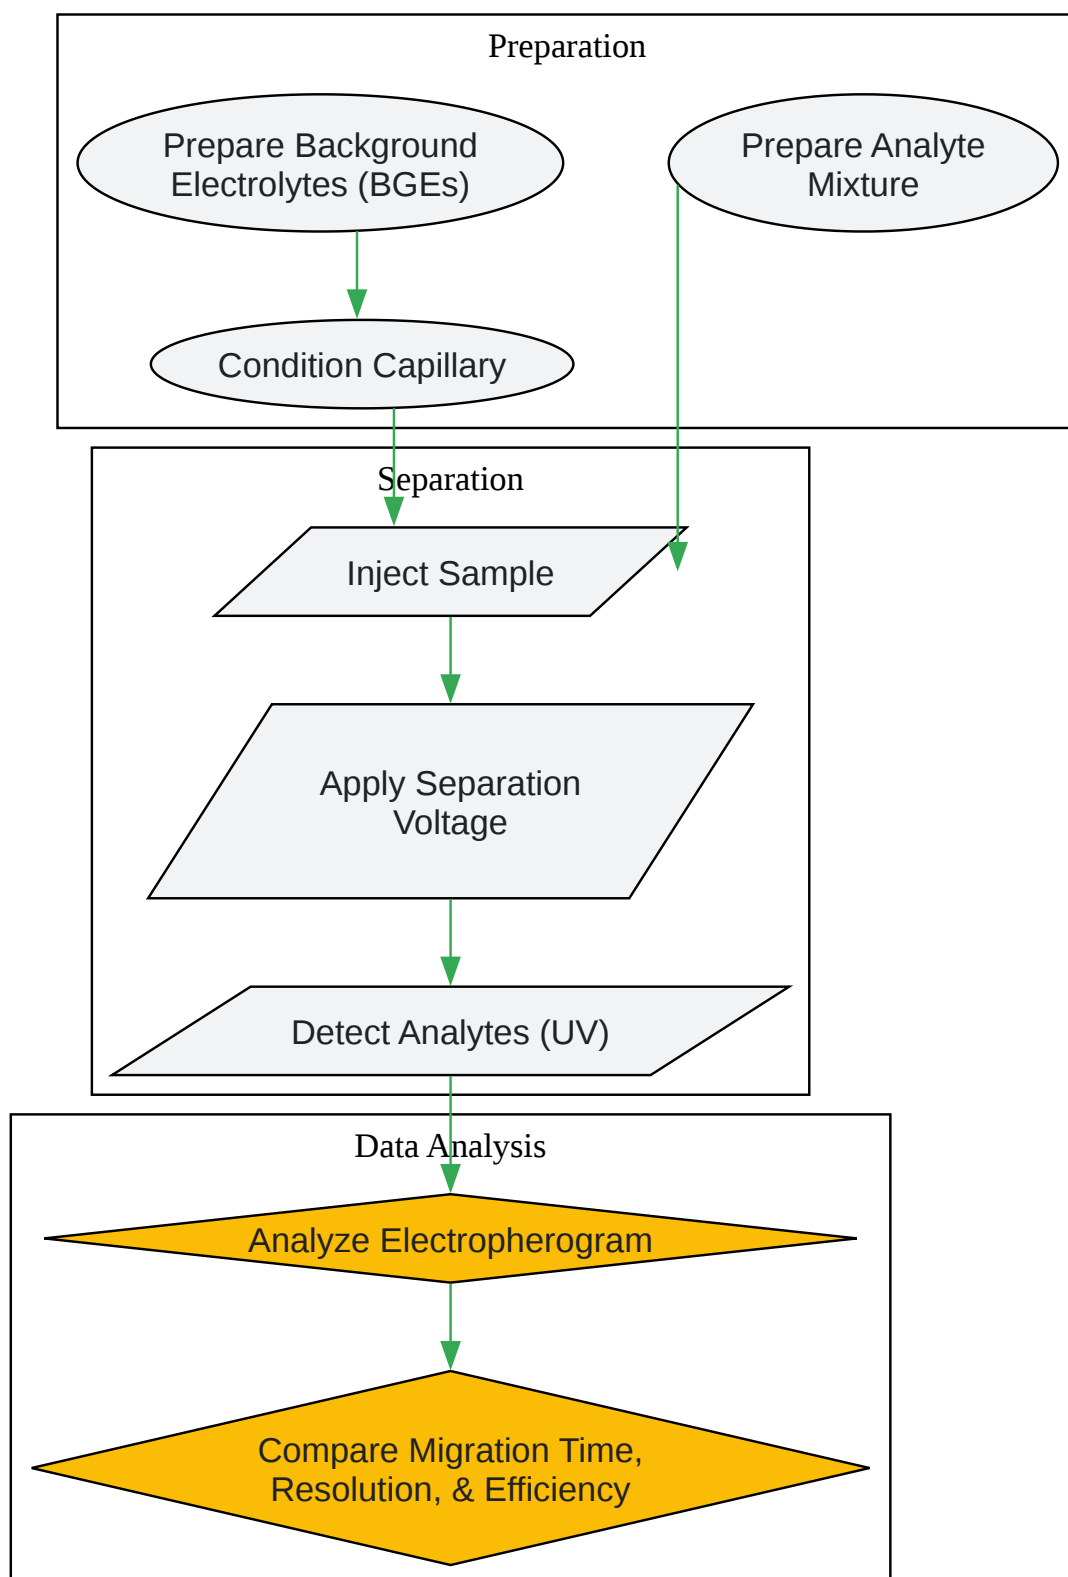 Preparation
Prepare Background
Electrolytes (BGEs)
Prepare Analyte
Mixture
Condition Capillary
Separation
Inject Sample
Apply Separation
Voltage
Detect Analytes (UV)
Data Analysis
Analyze Electropherogram
Compare Migration Time,
Resolution, & Efficiency